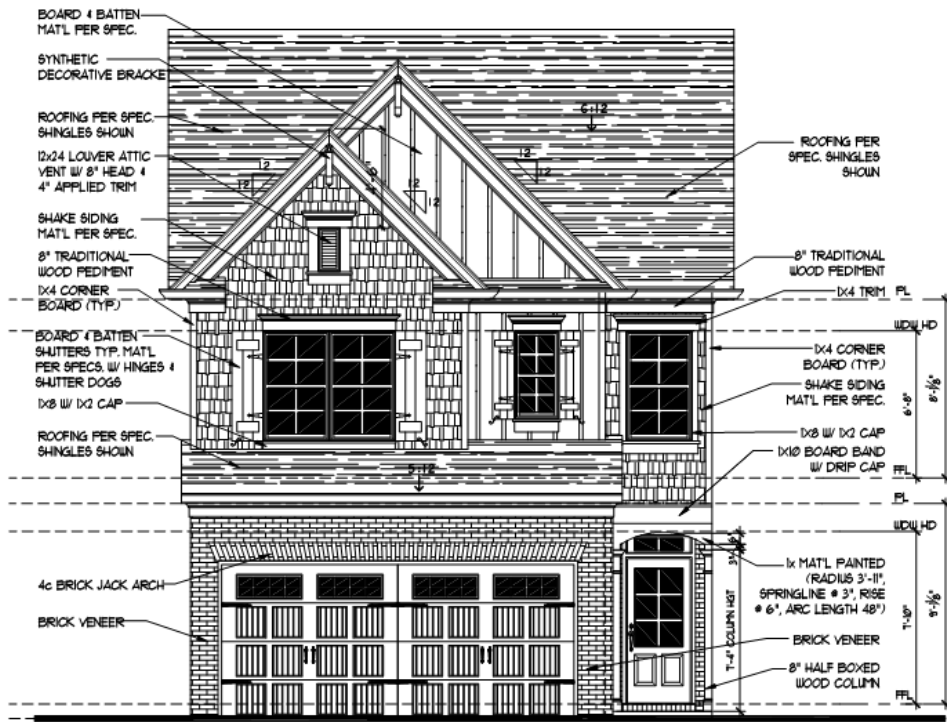 BOARD & BATTEN
MAT'L PER SPEC.
SYNTHETIC
DECORATIVE BRACKET
ROOFING PER SPEC.
SHINGLES SHOWN
12x24 LOUVER ATTIC
VENT W/ 8" HEAD &
4" APPLIED TRIM
SHAKE SIDING
MAT'L PER SPEC.
8" TRADITIONAL
WOOD PEDIMENT
1X4 CORNER
BOARD (TYP.)
BOARD & BATTEN
SHUTTERS TYP. MAT'L
PER SPECS. W/ HINGES &
SHUTTER DOGS
1X8 W/ 1X2 CAP
ROOFING PER SPEC.
SHINGLES SHOWN
4c BRICK JACK ARCH
BRICK VENEER
6:12
12
12
12
12
12
12
5:12
ROOFING PER
SPEC. SHINGLES
SHOWN
8" TRADITIONAL
WOOD PEDIMENT
1X4 TRIM
PL
WDW HD
1X4 CORNER
BOARD (TYP.)
SHAKE SIDING
MAT'L PER SPEC.
6'-8"
8'-1/8"
1X8 W/ 1X2 CAP
1X10 BOARD BAND
W/ DRIP CAP
FFL
PL
WDW HD
1x MAT'L PAINTED
(RADIUS 3'-11",
SPRINGLINE @ 3", RISE
@ 6", ARC LENGTH 48")
7'-4" COLUMN HGT
7'-10"
9'-1/8"
BRICK VENEER
8" HALF BOXED
WOOD COLUMN
FFL